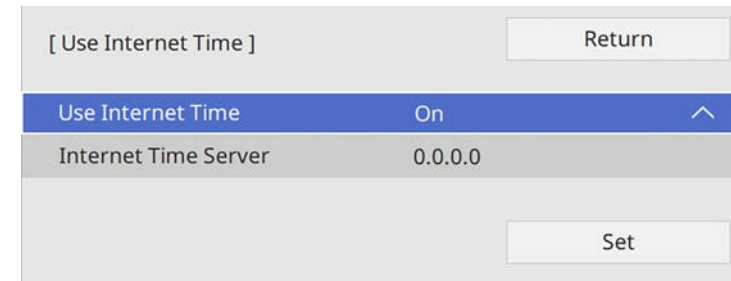 [ Use Internet Time ] Return
Use Internet Time On
Internet Time Server 0.0.0.0
Set